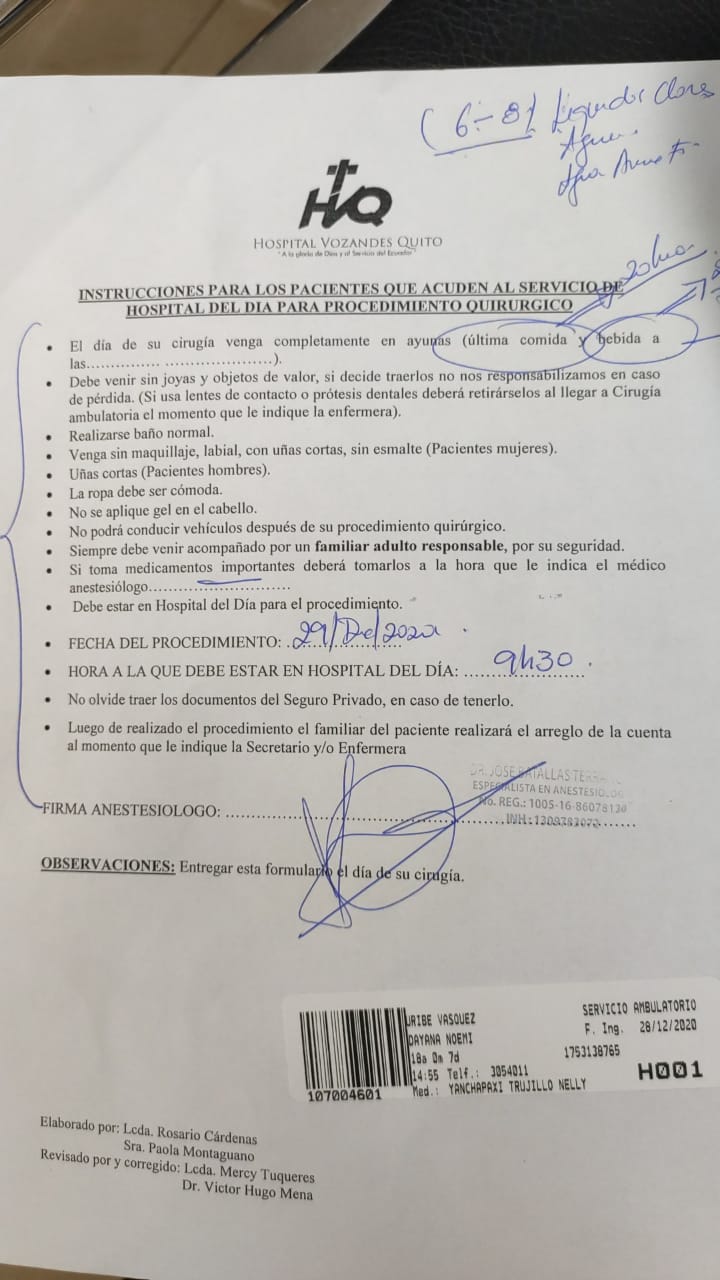 ( 6 - 8) Liquidos Claros
Agua
HQ
HOSPITAL VOZANDES QUITO
"A la gloria de Dios y al Servicio del Ecuador"
INSTRUCCIONES PARA LOS PACIENTES QUE ACUDEN AL SERVICIO DE
HOSPITAL DEL DIA PARA PROCEDIMIENTO QUIRURGICO
• El día de su cirugía venga completamente en ayunas (última comida y bebida a
las.............. .....................).
• Debe venir sin joyas y objetos de valor, si decide traerlos no nos responsabilizamos en caso
de pérdida. (Si usa lentes de contacto o prótesis dentales deberá retirárselos al llegar a Cirugía
ambulatoria el momento que le indique la enfermera).
• Realizarse baño normal.
• Venga sin maquillaje, labial, con uñas cortas, sin esmalte (Pacientes mujeres).
• Uñas cortas (Pacientes hombres).
• La ropa debe ser cómoda.
• No se aplique gel en el cabello.
• No podrá conducir vehículos después de su procedimiento quirúrgico.
• Siempre debe venir acompañado por un familiar adulto responsable, por su seguridad.
• Si toma medicamentos importantes deberá tomarlos a la hora que le indica el médico
anestesiólogo...........................
• Debe estar en Hospital del Día para el procedimiento.
• FECHA DEL PROCEDIMIENTO: 29/Dic/2020
• HORA A LA QUE DEBE ESTAR EN HOSPITAL DEL DÍA: 9h30
• No olvide traer los documentos del Seguro Privado, en caso de tenerlo.
• Luego de realizado el procedimiento el familiar del paciente realizará el arreglo de la cuenta
al momento que le indique la Secretario y/o Enfermera
DR. JOSE BATALLAS
ESPECIALISTA EN ANESTESIOLOG
No. REG.: 1005-16-86078130
FIRMA ANESTESIOLOGO: ..........................................................
INH.:
OBSERVACIONES: Entregar esta formulario el día de su cirugía.
URIBE VASQUEZ
SERVICIO AMBULATORIO
DAYANA NOEMI
F. Ing. 28/12/2020
18a 0m 7d
1753138765
14:55 Telf.: 3054011
H001
107004601
Med.: YANCHAPAXI TRUJILLO NELLY
Elaborado por: Lcda. Rosario Cárdenas
Sra. Paola Montaguano
Revisado por y corregido: Lcda. Mercy Tuqueres
Dr. Victor Hugo Mena